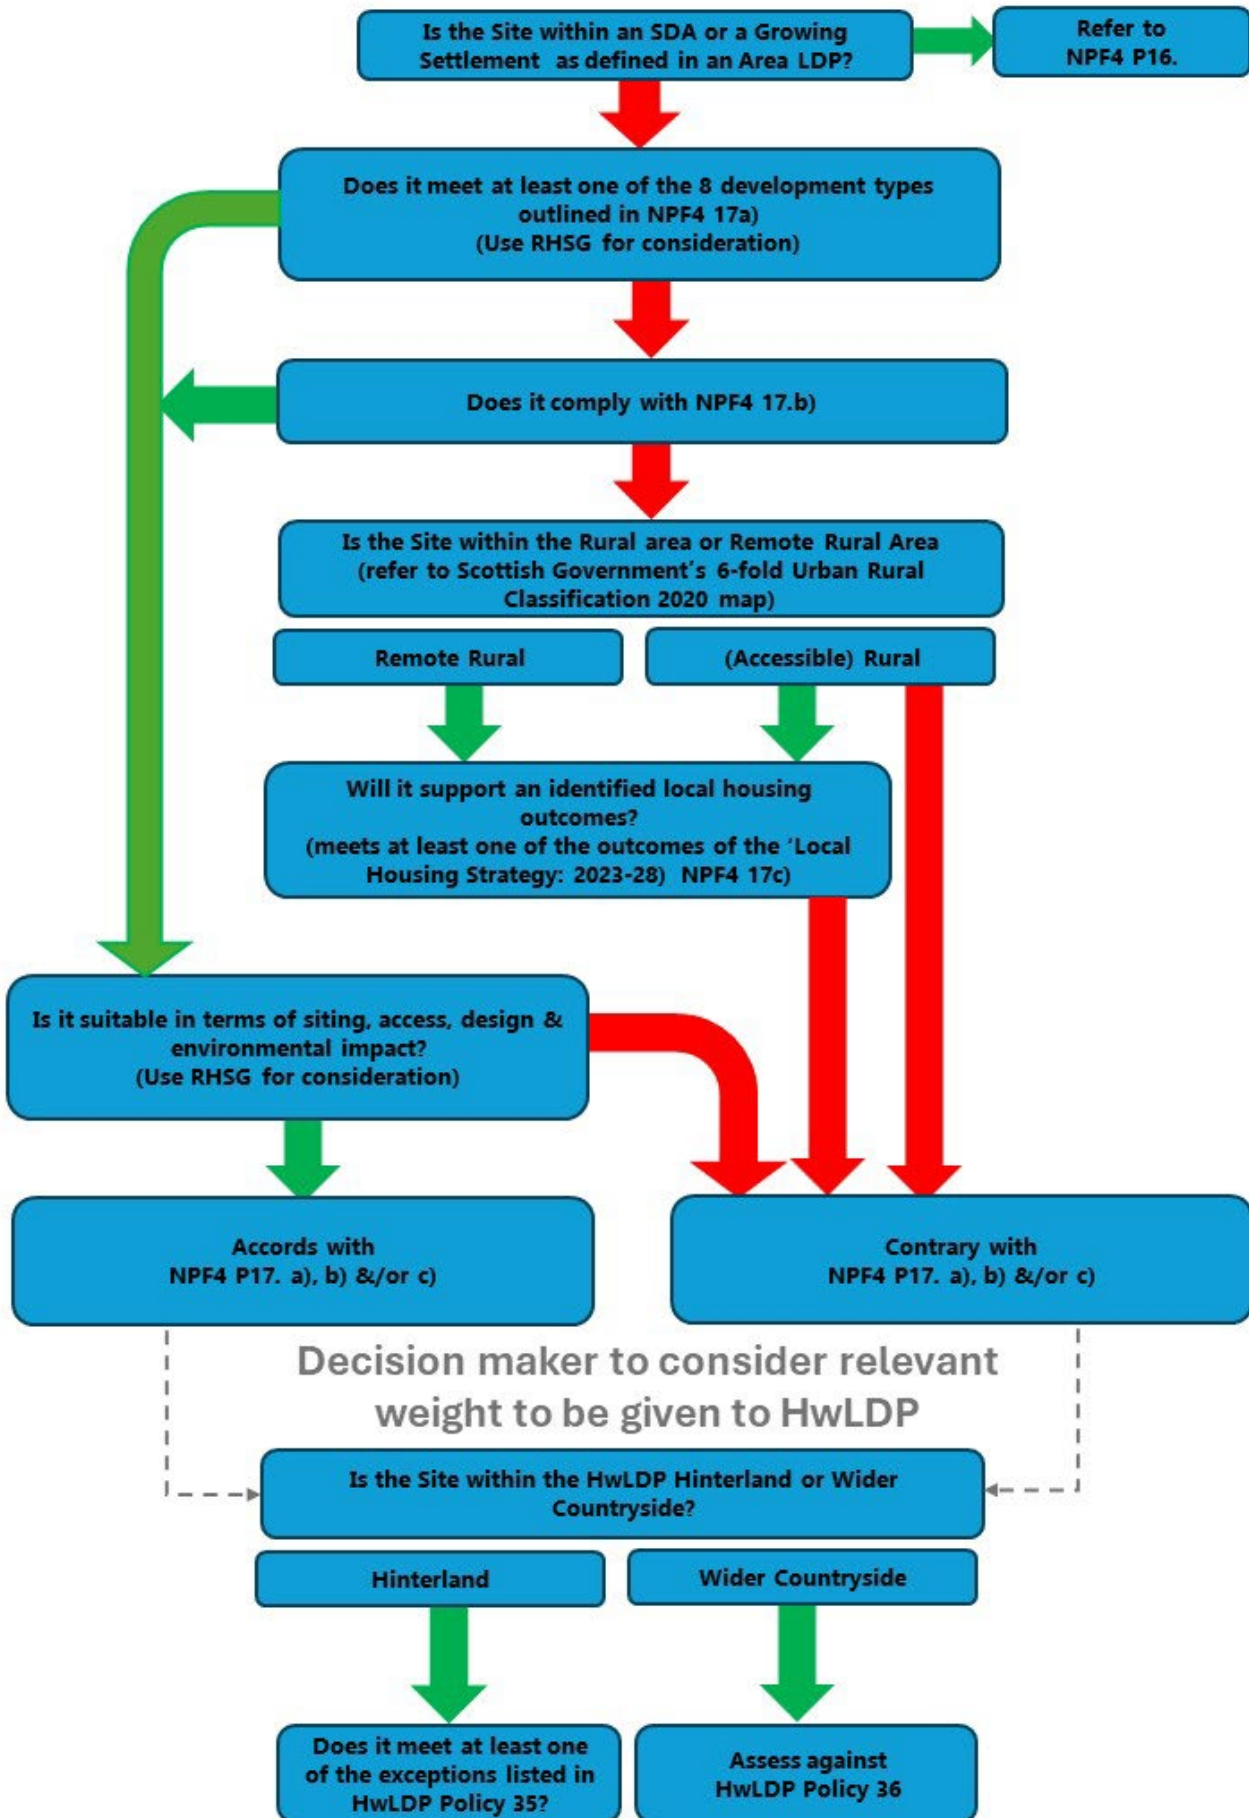 Is the Site within an SDA or a Growing
Settlement as defined in an Area LDP?
Refer to
NPF4 P16.
Does it meet at least one of the 8 development types
outlined in NPF4 17a)
(Use RHSG for consideration)
Does it comply with NPF4 17.b)
Is the Site within the Rural area or Remote Rural Area
(refer to Scottish Government's 6-fold Urban Rural
Classification 2020 map)
Remote Rural
(Accessible) Rural
Will it support an identified local housing
outcomes?
(meets at least one of the outcomes of the 'Local
Housing Strategy: 2023-28) NPF4 17c)
Is it suitable in terms of siting, access, design &
environmental impact?
(Use RHSG for consideration)
Accords with
NPF4 P17. a), b) &/or c)
Contrary with
NPF4 P17. a), b) &/or c)
Decision maker to consider relevant
weight to be given to HwLDP
Is the Site within the HwLDP Hinterland or Wider
Countryside?
Hinterland
Wider Countryside
Does it meet at least one
of the exceptions listed in
HwLDP Policy 35?
Assess against
HwLDP Policy 36